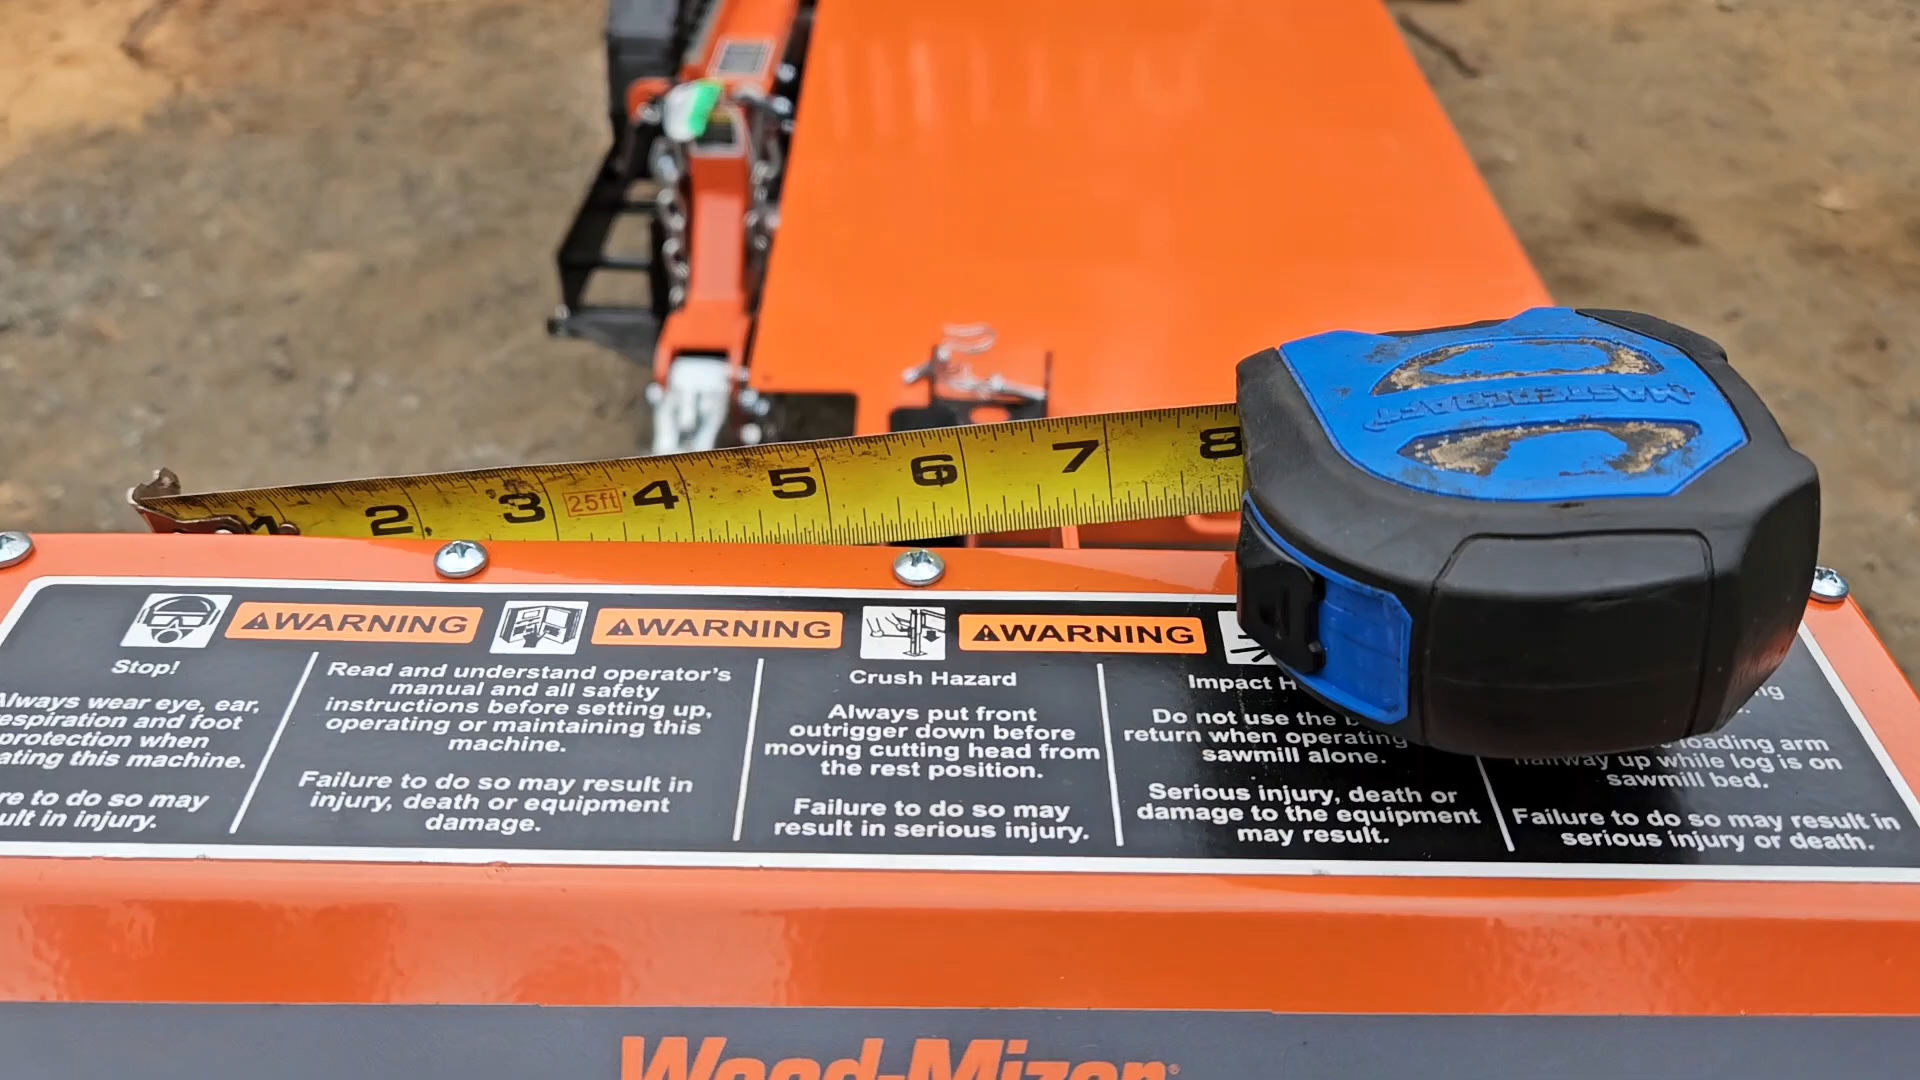 MASTERCRAFT
1 2 3 25ft 4 5 6 7 8
WARNING WARNING WARNING
Stop!
Always wear eye, ear,
espiration and foot
protection when
ating this machine.
re to do so may
ult in injury.
Read and understand operator's
manual and all safety
instructions before setting up,
operating or maintaining this
machine.
Failure to do so may result in
injury, death or equipment
damage.
Crush Hazard
Always put front
outrigger down before
moving cutting head from
the rest position.
Failure to do so may
result in serious injury.
Impact H
Do not use the
return when operating
sawmill alone.
Serious injury, death or
damage to the equipment
may result.
ng
loading arm
halfway up while log is on
sawmill bed.
Failure to do so may result in
serious injury or death.
Wood-Mizer®